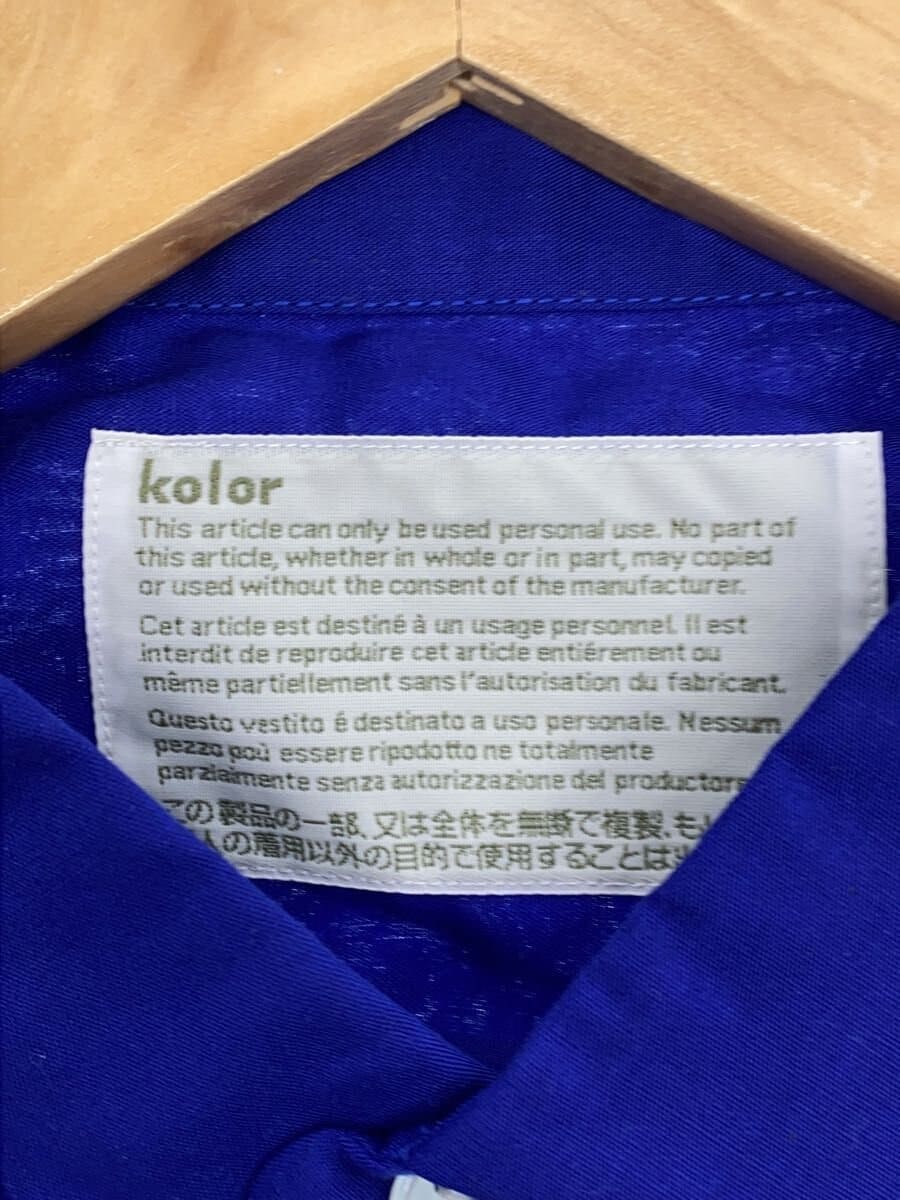 kolor
This article can only be used personal use. No part of
this article, whether in whole or in part, may copied
or used without the consent of the manufacturer.
Cet article est destiné à un usage personnel. Il est
interdit de reproduire cet article entiérement ou
même partiellement sans l'autorisation du fabricant.
Questo vestito é destinato a uso personale. Nessum
pezzo poù essere ripodotto ne totalmente
parzialmente senza autorizzazione del productore
この製品の一部、又は全体を無断で複製、もし
人の着用以外の目的で使用することは